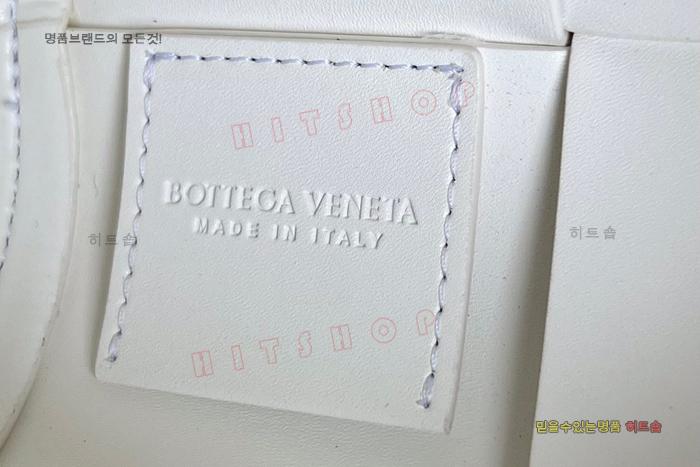 명품브랜드의 모든것!
HITSHOP
BOTTEGA VENETA
MADE IN ITALY
히트숍
히트숍
HITSHOP
믿을수있는명품 히트숍